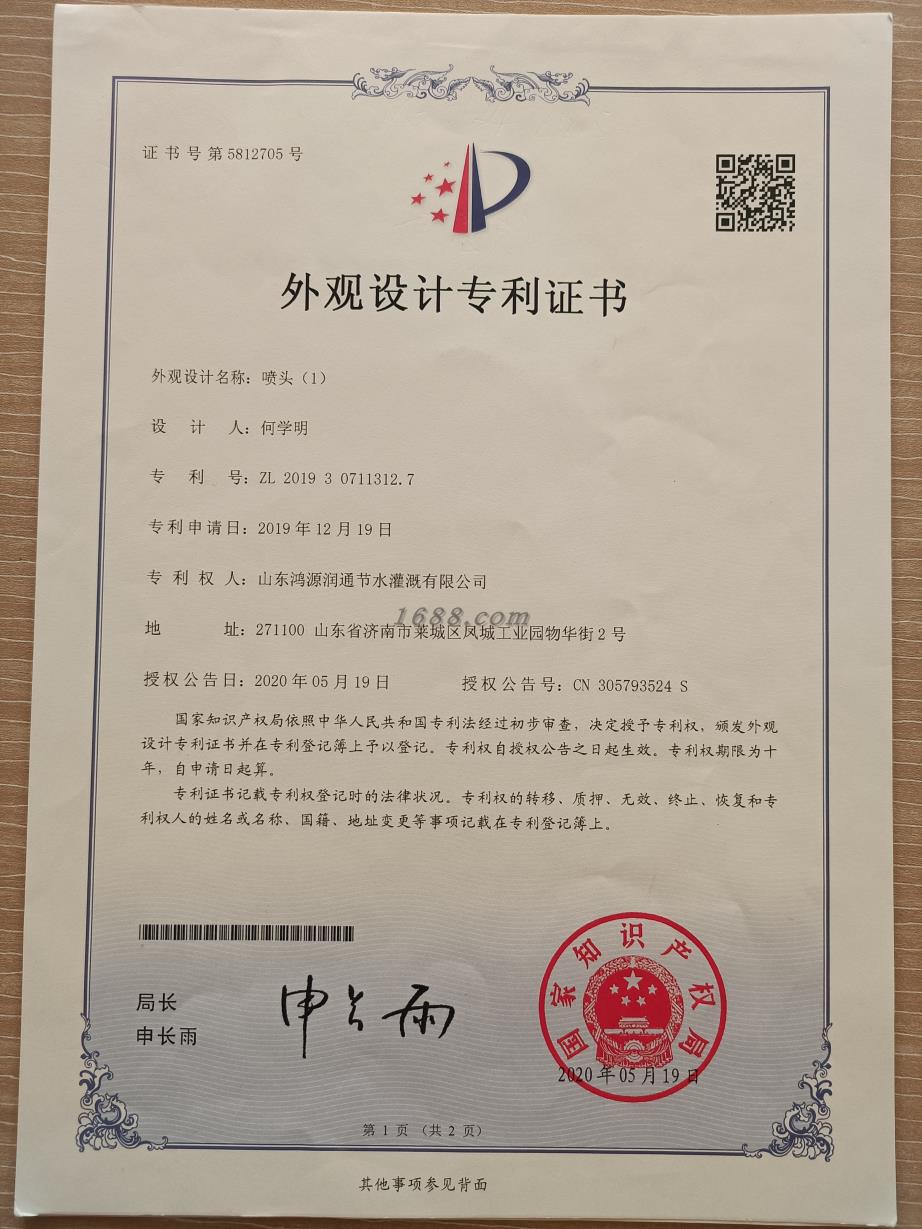 证书号第5812705号
外观设计专利证书
外观设计名称：喷头（1）
设计人：何学明
专利号：ZL 2019 3 0711312.7
专利申请日：2019年12月19日
专利权人：山东鸿源润通节水灌溉有限公司
1688.com
地址：271100 山东省济南市莱城区凤城工业园物华街2号
授权公告日：2020年05月19日 授权公告号：CN 305793524 S
国家知识产权局依照中华人民共和国专利法经过初步审查，决定授予专利权，颁发外观
设计专利证书并在专利登记簿上予以登记。专利权自授权公告之日起生效。专利权期限为十
年，自申请日起算。
专利证书记载专利权登记时的法律状况。专利权的转移、质押、无效、终止、恢复和专
利权人的姓名或名称、国籍、地址变更等事项记载在专利登记簿上。
局长
申长雨
申长雨
国家知识产权局
2020年05月19日
第1页（共2页）
其他事项参见背面